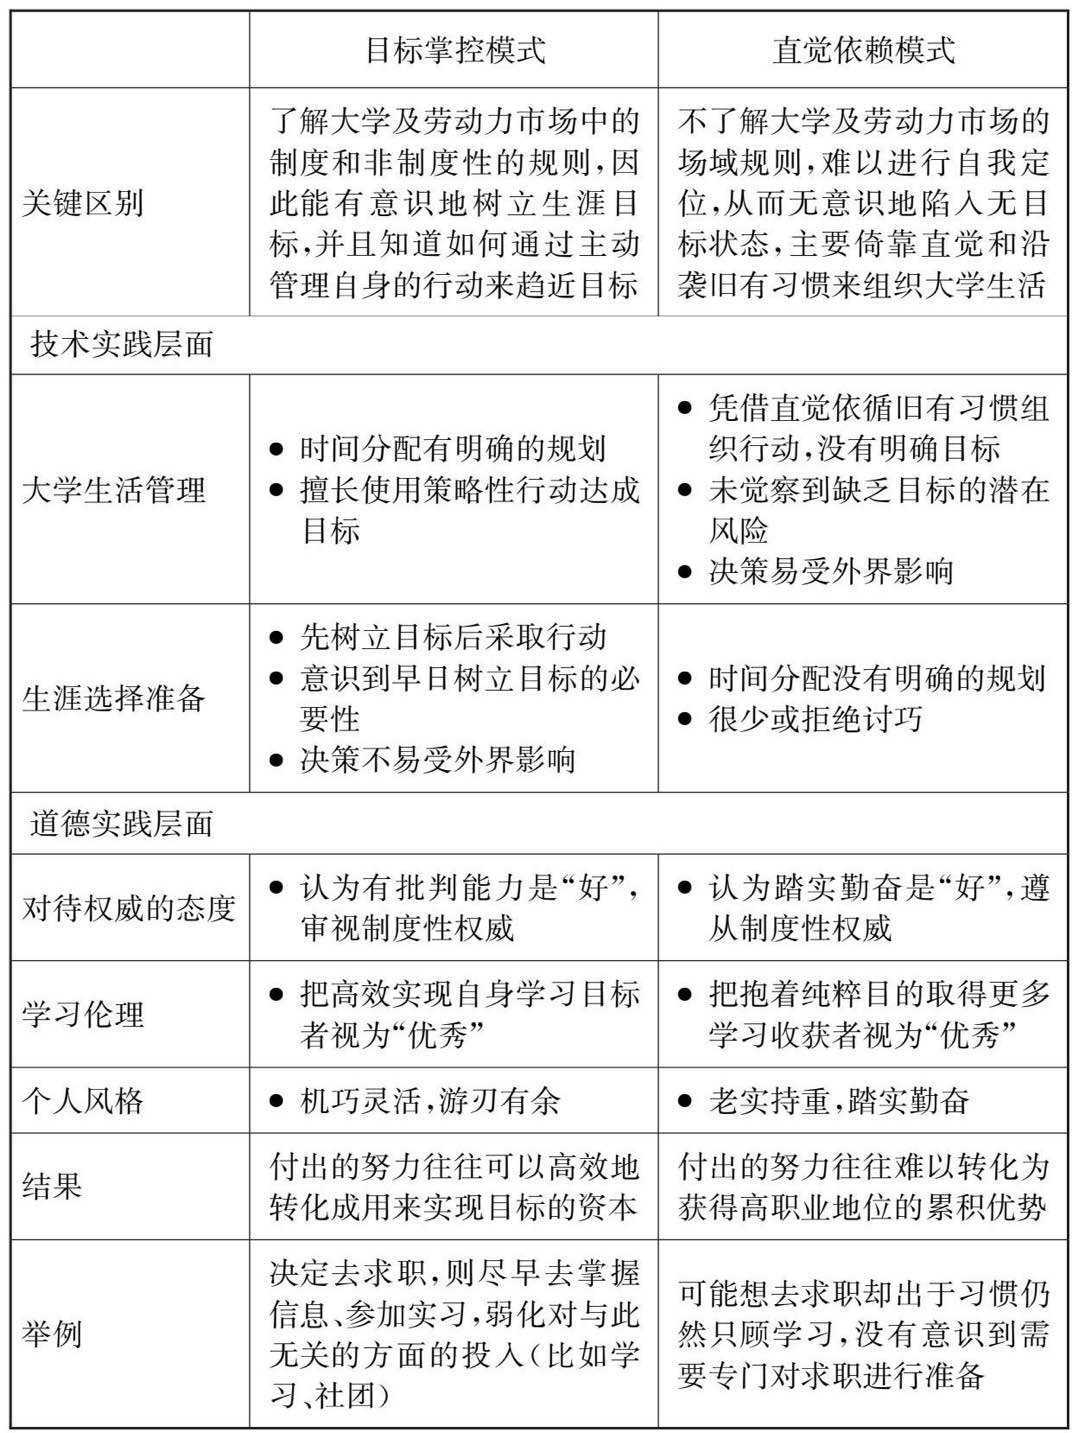 目标掌控模式
直觉依赖模式
关键区别
了解大学及劳动力市场中的
制度和非制度性的规则,因
此能有意识地树立生涯目
标,并且知道如何通过主动
管理自身的行动来趋近目标
不了解大学及劳动力市场的
场域规则,难以进行自我定
位,从而无意识地陷入无目
标状态,主要倚靠直觉和沿
袭旧有习惯来组织大学生活
技术实践层面
大学生活管理
● 时间分配有明确的规划
● 擅长使用策略性行动达成
目标
● 凭借直觉依循旧有习惯组
织行动,没有明确目标
● 未觉察到缺乏目标的潜在
风险
● 决策易受外界影响
生涯选择准备
● 先树立目标后采取行动
● 意识到早日树立目标的必
要性
● 决策不易受外界影响
● 时间分配没有明确的规划
● 很少或拒绝讨巧
道德实践层面
对待权威的态度
● 认为有批判能力是“好”,
审视制度性权威
● 认为踏实勤奋是“好”,遵
从制度性权威
学习伦理
● 把高效实现自身学习目标
者视为“优秀”
● 把抱着纯粹目的取得更多
学习收获者视为“优秀”
个人风格
● 机巧灵活,游刃有余
● 老实持重,踏实勤奋
结果
付出的努力往往可以高效地
转化成用来实现目标的资本
付出的努力往往难以转化为
获得高职业地位的累积优势
举例
决定去求职,则尽早去掌握
信息、参加实习,弱化对与此
无关的方面的投入(比如学
习、社团)
可能想去求职却出于习惯仍
然只顾学习,没有意识到需
要专门对求职进行准备